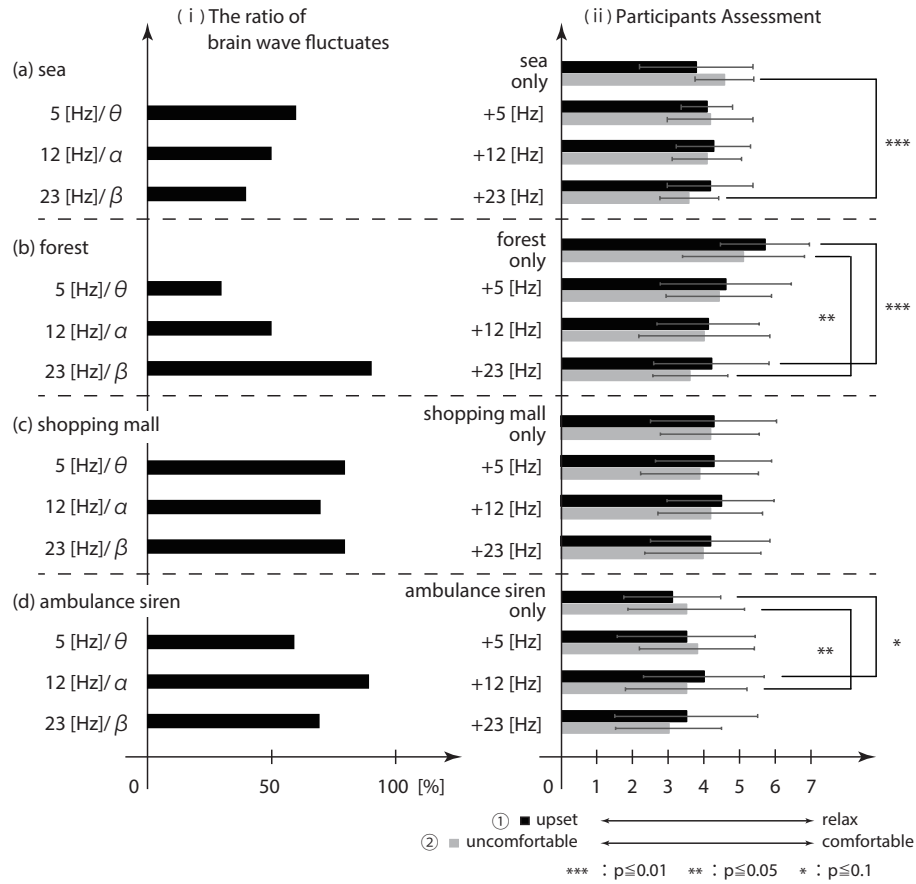 ( i ) The ratio of
brain wave fluctuates
( ii ) Participants Assessment
(a) sea
5 [Hz]/ θ
12 [Hz]/ α
23 [Hz]/ β
sea
only
+5 [Hz]
+12 [Hz]
+23 [Hz]
***
(b) forest
5 [Hz]/ θ
12 [Hz]/ α
23 [Hz]/ β
forest
only
+5 [Hz]
+12 [Hz]
+23 [Hz]
**
***
(c) shopping mall
5 [Hz]/ θ
12 [Hz]/ α
23 [Hz]/ β
shopping mall
only
+5 [Hz]
+12 [Hz]
+23 [Hz]
(d) ambulance siren
5 [Hz]/ θ
12 [Hz]/ α
23 [Hz]/ β
ambulance siren
only
+5 [Hz]
+12 [Hz]
+23 [Hz]
**
*
0 50 100 [%]
0 1 2 3 4 5 6 7
① upset relax
② uncomfortable comfortable
*** : p≦0.01 ** : p≦0.05 * : p≦0.1